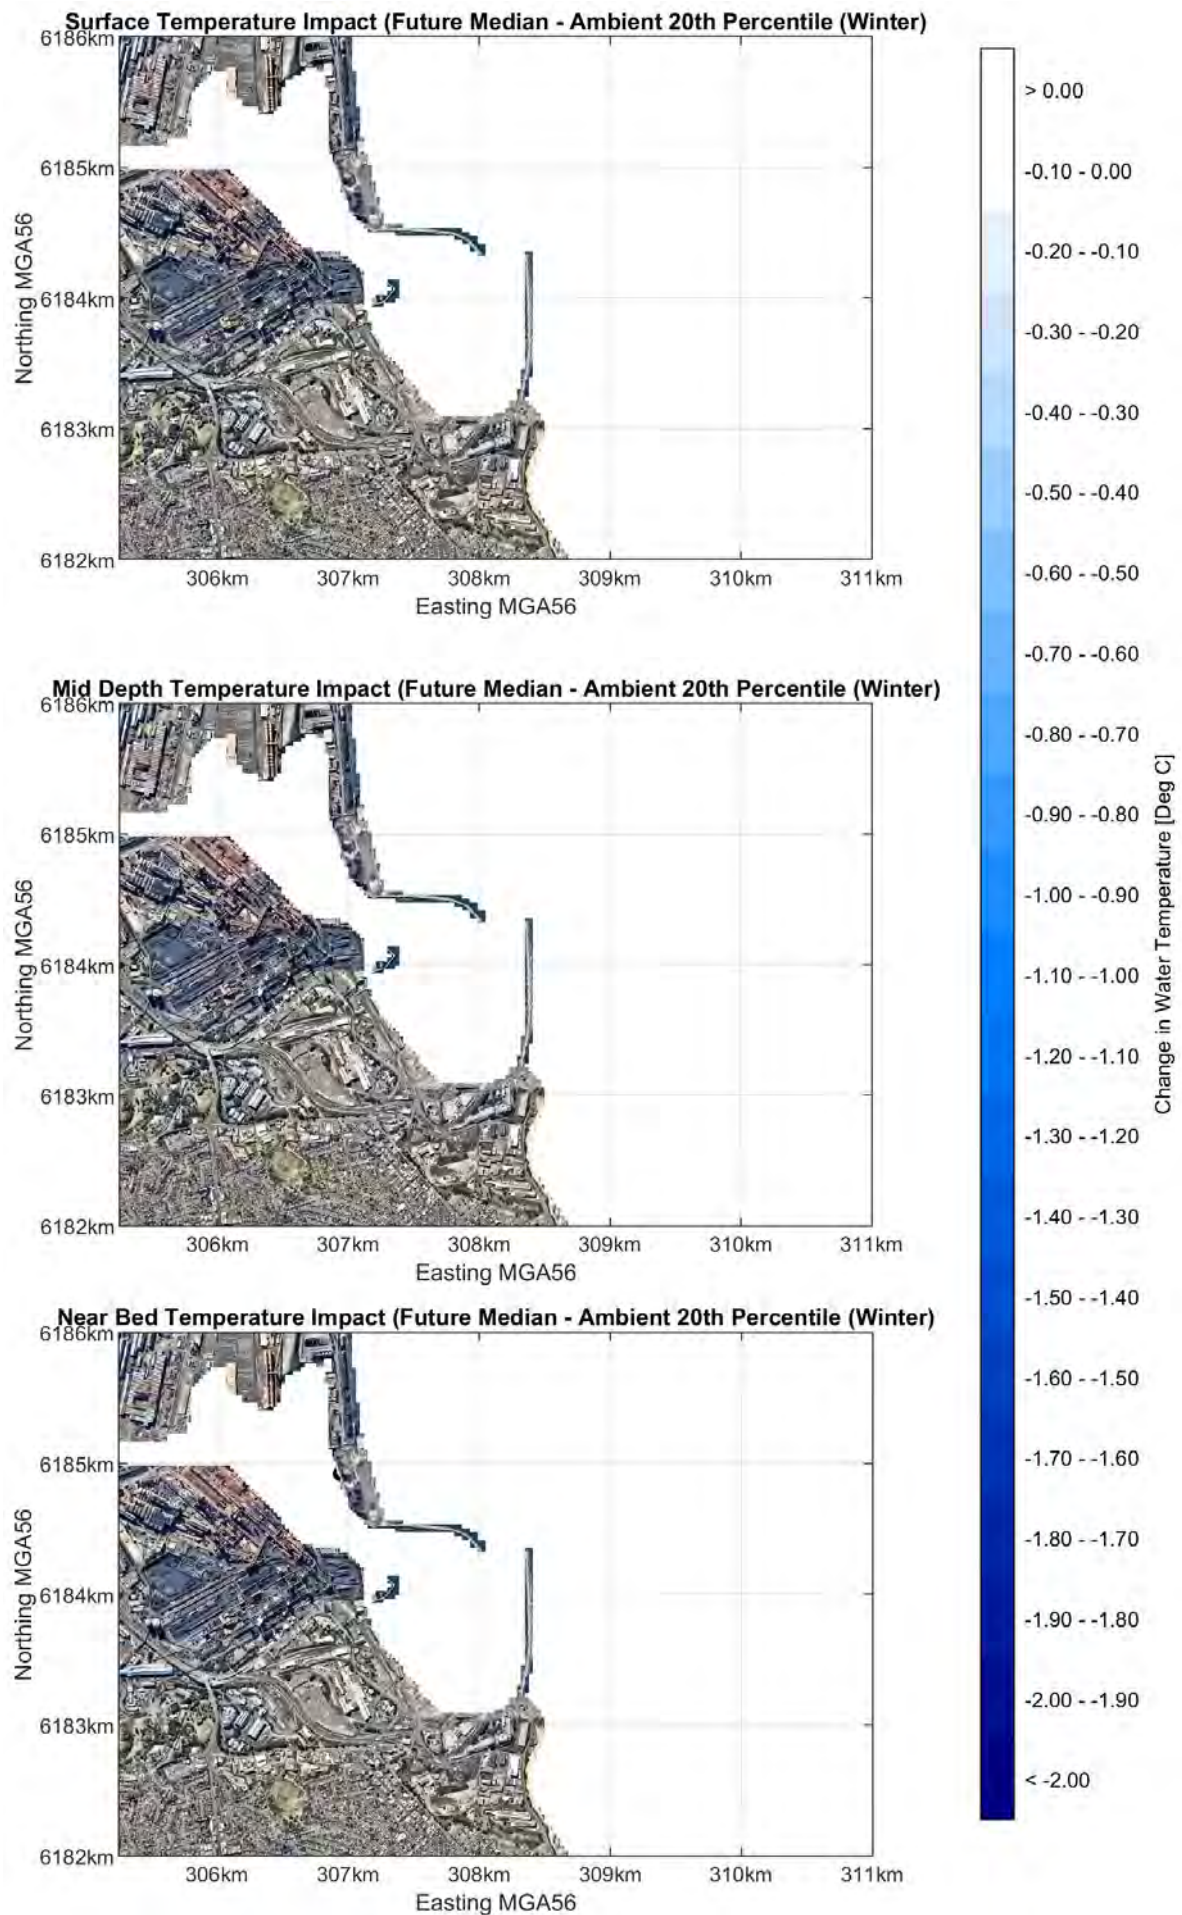 Surface Temperature Impact (Future Median - Ambient 20th Percentile (Winter)
6186km
6185km
6184km
6183km
6182km
Northing MGA56
306km 307km 308km 309km 310km 311km
Easting MGA56
Mid Depth Temperature Impact (Future Median - Ambient 20th Percentile (Winter)
6186km
6185km
6184km
6183km
6182km
Northing MGA56
306km 307km 308km 309km 310km 311km
Easting MGA56
Near Bed Temperature Impact (Future Median - Ambient 20th Percentile (Winter)
6186km
6185km
6184km
6183km
6182km
Northing MGA56
306km 307km 308km 309km 310km 311km
Easting MGA56
> 0.00
-0.10 - 0.00
-0.20 - -0.10
-0.30 - -0.20
-0.40 - -0.30
-0.50 - -0.40
-0.60 - -0.50
-0.70 - -0.60
-0.80 - -0.70
-0.90 - -0.80
-1.00 - -0.90
-1.10 - -1.00
-1.20 - -1.10
-1.30 - -1.20
-1.40 - -1.30
-1.50 - -1.40
-1.60 - -1.50
-1.70 - -1.60
-1.80 - -1.70
-1.90 - -1.80
-2.00 - -1.90
< -2.00
Change in Water Temperature [Deg C]